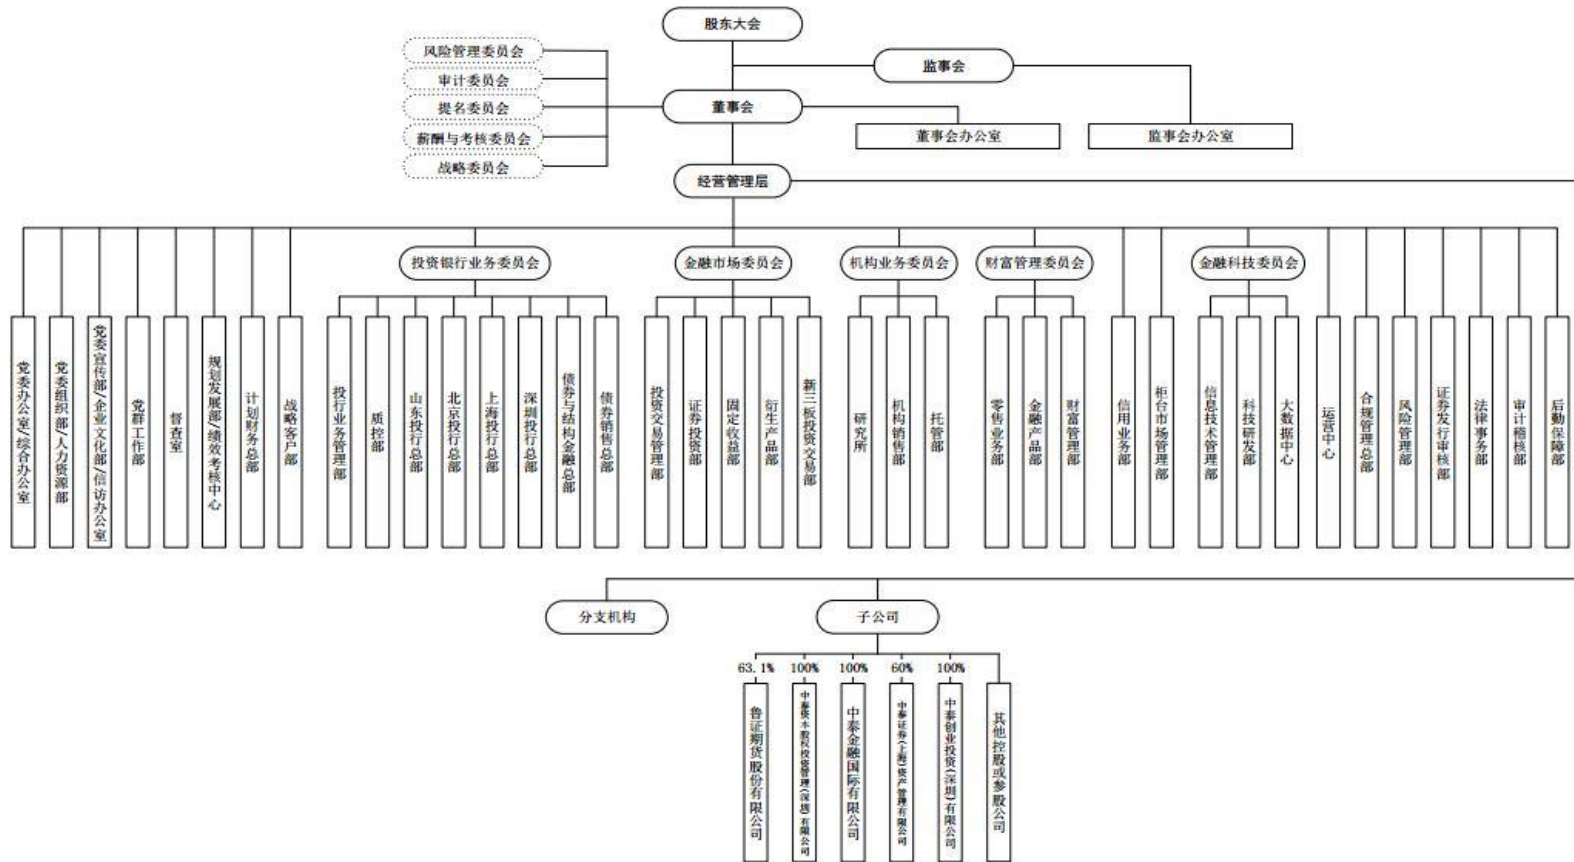 股东大会
风险管理委员会
审计委员会
提名委员会
薪酬与考核委员会
战略委员会
监事会
董事会
董事会办公室
监事会办公室
经营管理层
投资银行业务委员会
金融市场委员会
机构业务委员会
财富管理委员会
金融科技委员会
党委办公室/综合办公室
党委组织部/人力资源部
党委宣传部/企业文化部/信访办公室
党群工作部
督查室
规划发展部/绩效考核中心
计划财务总部
战略客户部
投行业务管理部
质控部
山东投行总部
北京投行总部
上海投行总部
深圳投行总部
债券与结构金融总部
债券销售总部
投资交易管理部
证券投资部
固定收益部
衍生产品部
新三板投资交易部
研究所
机构销售部
托管部
零售业务部
金融产品部
财富管理部
信用业务部
柜台市场管理部
信息技术管理部
科技研发部
大数据中心
运营中心
合规管理总部
风险管理部
证券发行审核部
法律事务部
审计稽核部
后勤保障部
分支机构
子公司
63.1%
100%
100%
60%
100%
鲁证期货股份有限公司
中泰资本股权投资管理(深圳)有限公司
中泰金融国际有限公司
中泰证券(上海)资产管理有限公司
中泰创业投资(深圳)有限公司
其他控股或参股公司